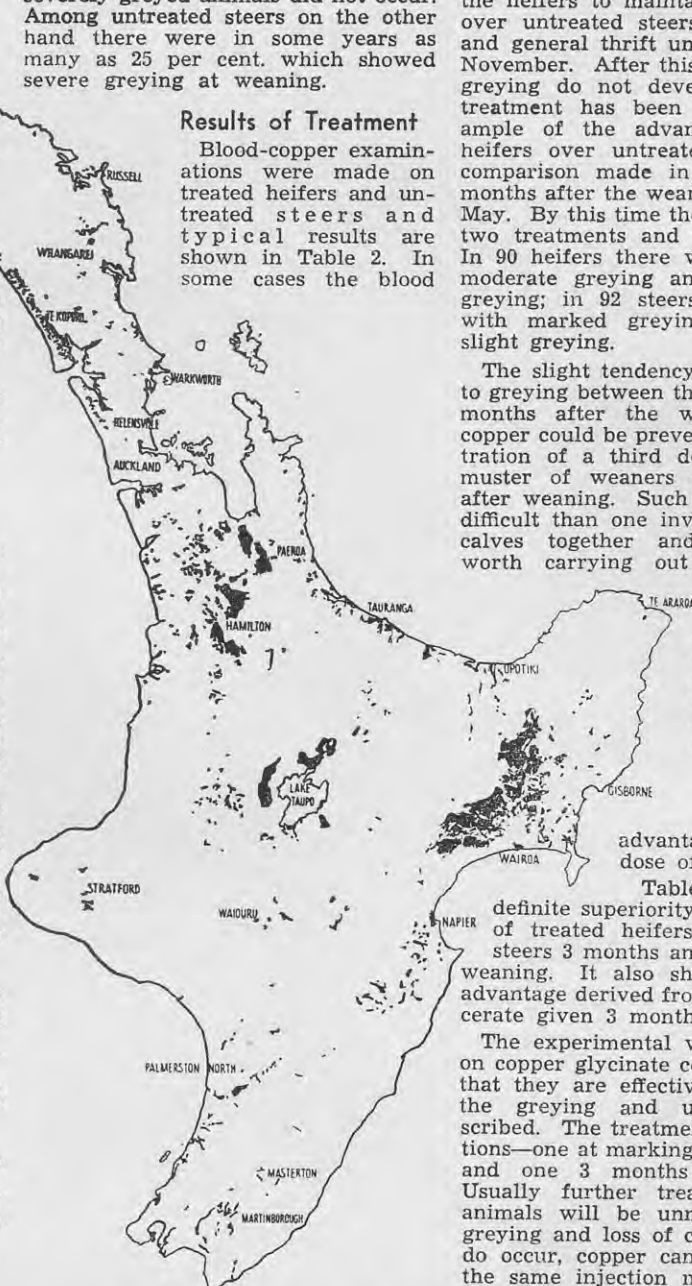 severely greyed animals did not occur.
Among untreated steers on the other
hand there were in some years as
many as 25 per cent. which showed
severe greying at weaning.
Results of Treatment
Blood-copper examin-
ations were made on
treated heifers and un-
treated steers and
typical results are
shown in Table 2. In
some cases the blood
the heifers to maintai
over untreated steers
and general thrift un
November. After this
greying do not deve
treatment has been
ample of the advan
heifers over untreate
comparison made in
months after the wear
May. By this time the
two treatments and
In 90 heifers there v
moderate greying an
greying; in 92 steers
with marked greyin
slight greying.
The slight tendency
to greying between th
months after the w
copper could be preve
tration of a third do
muster of weaners
after weaning. Such
difficult than one inv
calves together and
worth carrying out
advanta
dose of
Table
definite superiority
of treated heifers
steers 3 months an
weaning. It also sh
advantage derived fro
cerate given 3 month
The experimental v
on copper glycinate ce
that they are effectiv
the greying and u
scribed. The treatmen
tions—one at marking
and one 3 months
Usually further trea
animals will be unn
greying and loss of c
do occur, copper can
the same injection m
RUSSELL
WHANGAREI
TE KOPURU
WARKWORTH
HELENSVILLE
AUCKLAND
PAEROA
HAMILTON
TAURANGA
TE ARAROA
OPOTIKI
LAKE
TAUPO
GISBORNE
WAIROA
STRATFORD
WAIOURU
NAPIER
PALMERSTON NORTH
MASTERTON
MARTINBOROUGH